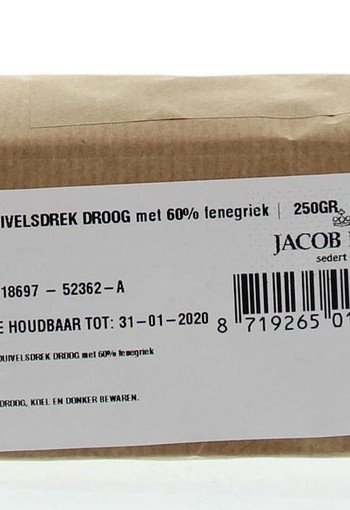 UIVELSDREK DROOG met 60% fenegriek | 250GR.
JACOB
sedert
18697 - 52362-A
E HOUDBAAR TOT: 31-01-2020
8 719265 01
DUIVELSDREK DROOG met 60% fenegriek
DROOG, KOEL EN DONKER BEWAREN.